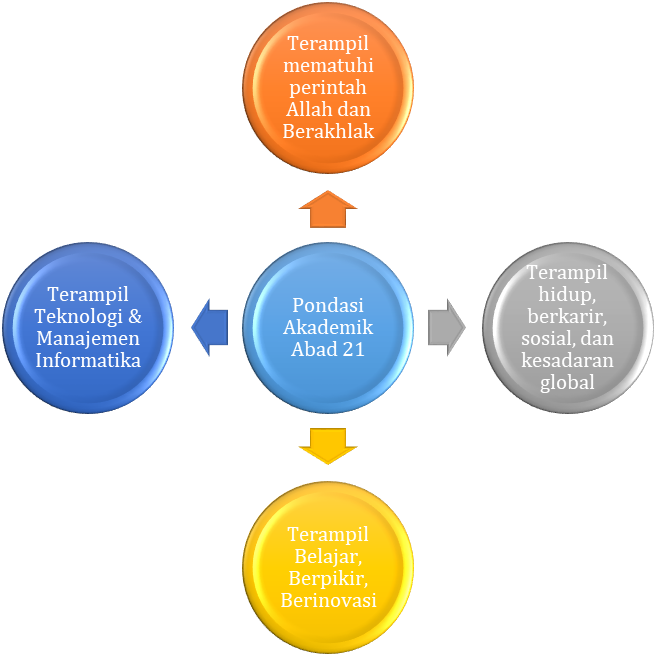 Terampil
mematuhi
perintah
Allah dan
Berakhlak
Terampil
Teknologi &
Manajemen
Informatika
Pondasi
Akademik
Abad 21
Terampil
hidup,
berkarir,
sosial, dan
kesadaran
global
Terampil
Belajar,
Berpikir,
Berinovasi